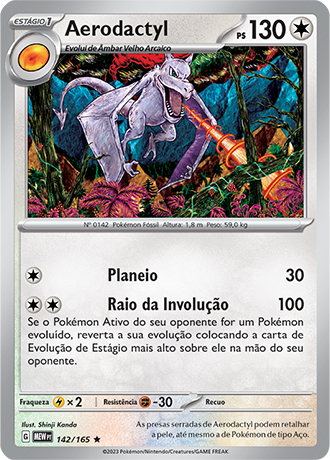 ESTÁGIO 1
Aerodactyl
PS 130
Evolui de Âmbar Velho Arcaico
Nº 0142 Pokémon Fóssil Altura: 1,8 m Peso: 59,0 kg
Planeio 30
Raio da Involução 100
Se o Pokémon Ativo do seu oponente for um Pokémon
evoluído, reverta a sua evolução colocando a carta de
Evolução de Estágio mais alto sobre ele na mão do seu
oponente.
Fraqueza ×2 Resistência -30 Recuo
Ilust. Shinji Kanda
G MEW PT 142/165
As presas serradas de Aerodactyl podem retalhar
a pele, até mesmo a de Pokémon do tipo Aço.
©2023 Pokémon/Nintendo/Creatures/GAME FREAK